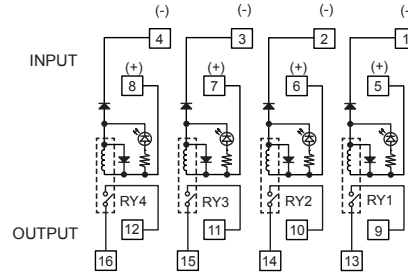 (-) (-) (-) (-)
4 3 2 1
INPUT
(+) (+) (+) (+)
8 7 6 5
RY4 RY3 RY2 RY1
12 11 10 9
OUTPUT
16 15 14 13